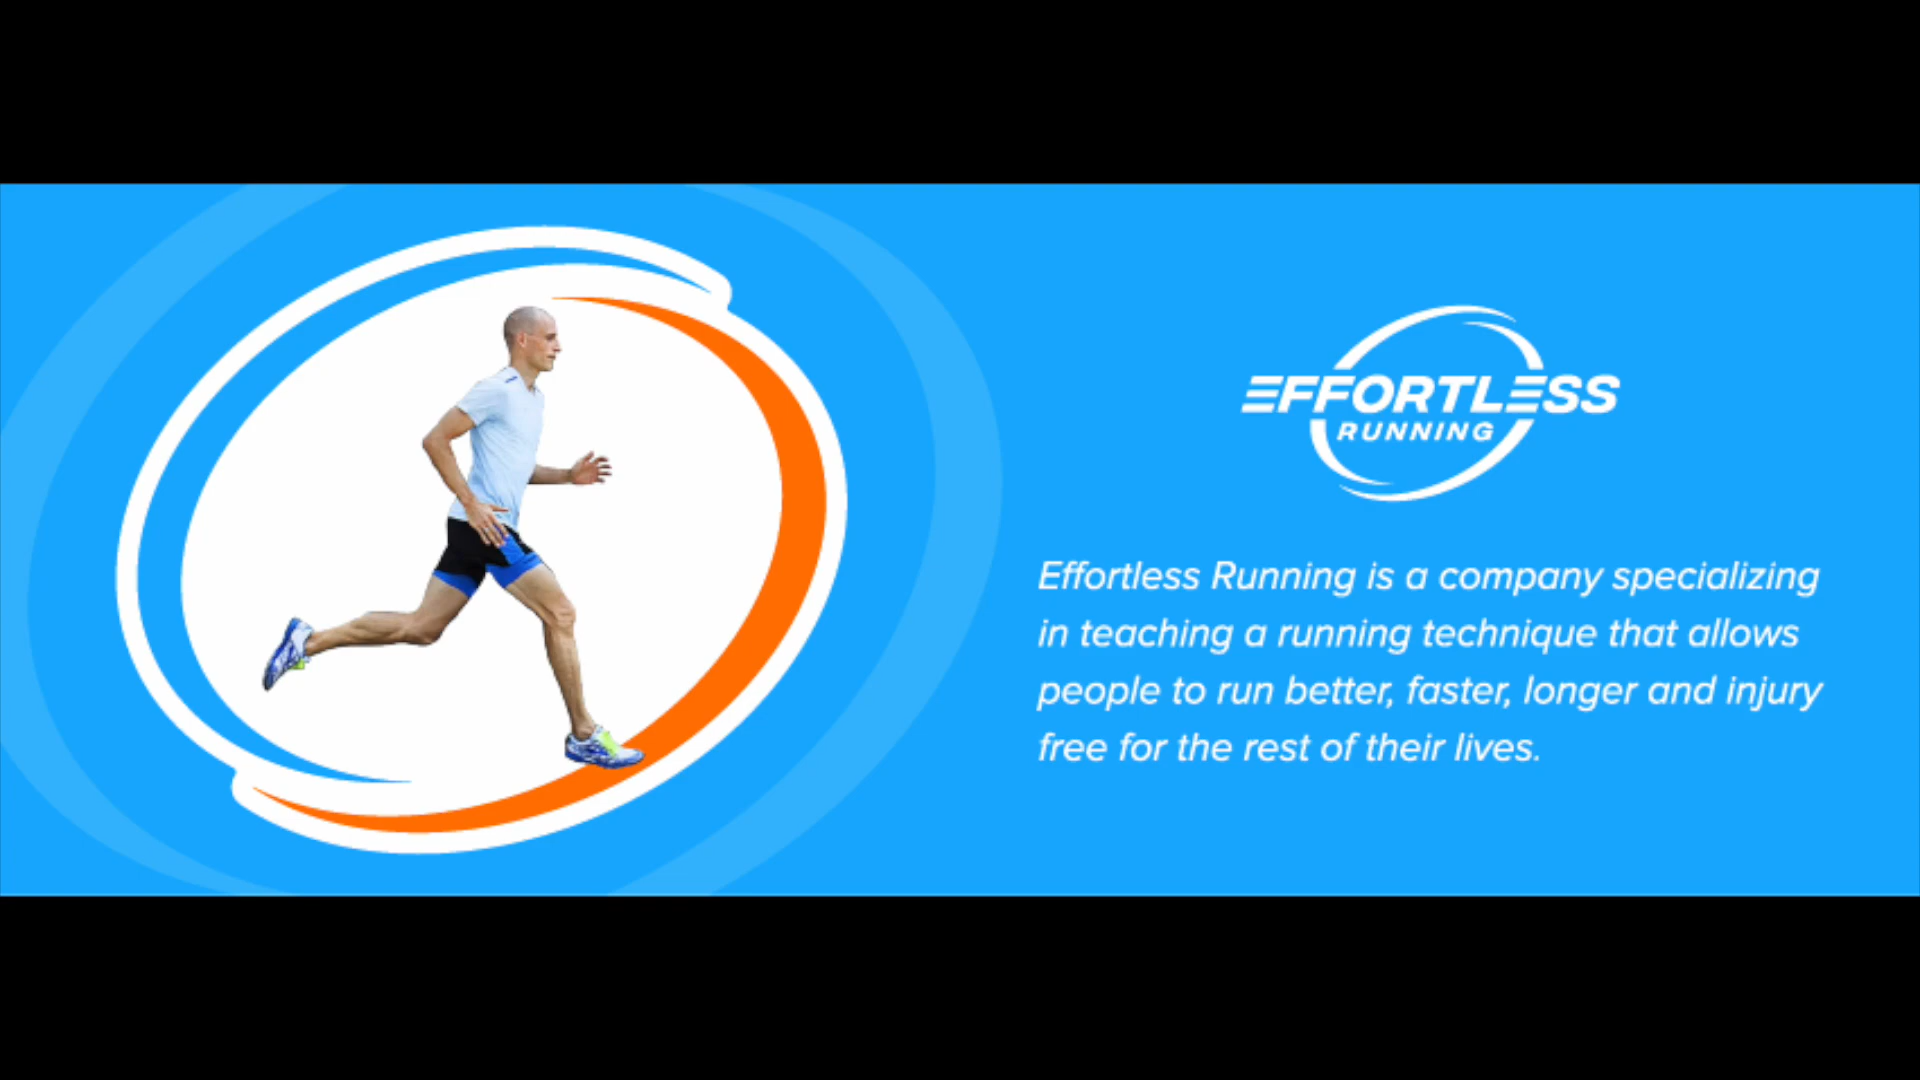 EFFORTLESS
RUNNING
Effortless Running is a company specializing
in teaching a running technique that allows
people to run better, faster, longer and injury
free for the rest of their lives.